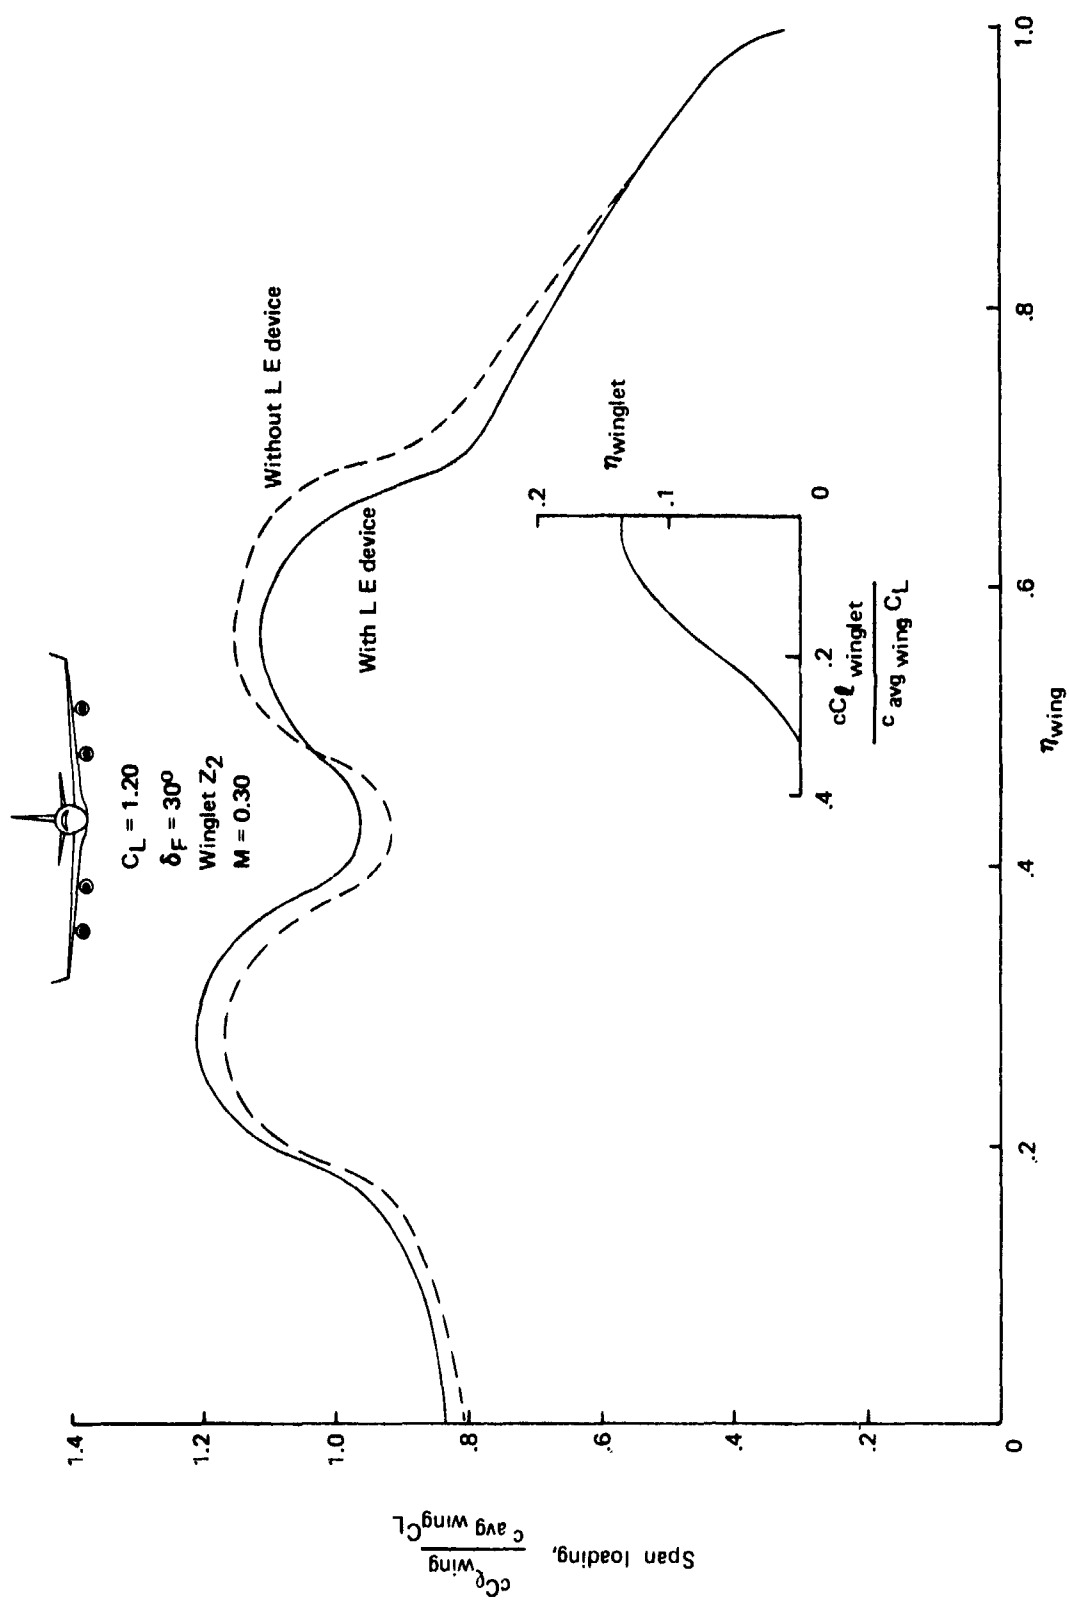 C_L = 1.20
δ_F = 30°
Winglet Z_2
M = 0.30
Without L E device
With L E device
1.4
1.2
1.0
.8
.6
.4
.2
0
Span loading, cC_ℓ wing / c avg wing C_L
.2
.4
.6
.8
1.0
η_wing
η_winglet
.2
.1
0
.2
.4
cC_ℓ winglet
c avg wing C_L